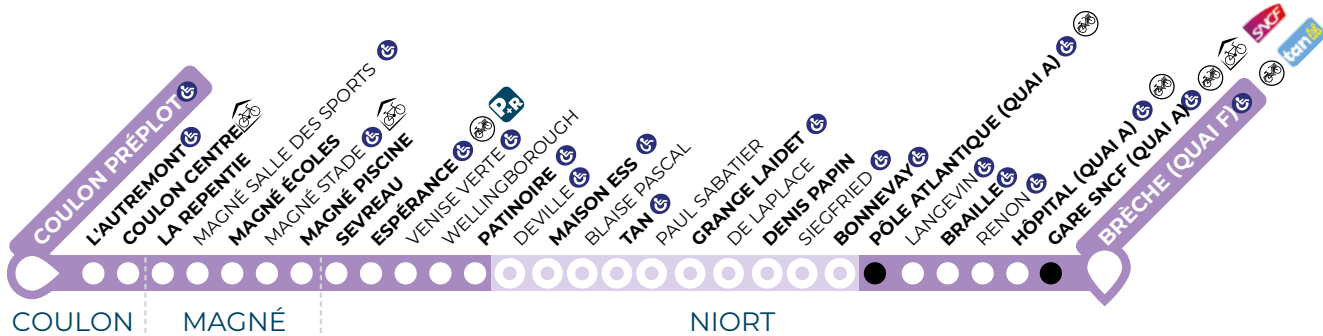 COULON PRÉPLOT
L'AUTREMONT
COULON CENTRE
LA REPENTIE
MAGNÉ SALLE DES SPORTS
MAGNÉ ÉCOLES
MAGNÉ STADE
MAGNÉ PISCINE
SEVREAU
ESPÉRANCE
P+R
VENISE VERTE
WELLINGBOROUGH
PATINOIRE
DEVILLE
MAISON ESS
BLAISE PASCAL
TAN
PAUL SABATIER
GRANGE LAIDET
DE LAPLACE
DENIS PAPIN
SIEGFRIED
BONNEVAY
PÔLE ATLANTIQUE (QUAI A)
LANGEVIN
BRAILLE
RENON
HÔPITAL (QUAI A)
GARE SNCF (QUAI A)
SNCF
tanlib
BRÈCHE (QUAI F)
COULON
MAGNÉ
NIORT